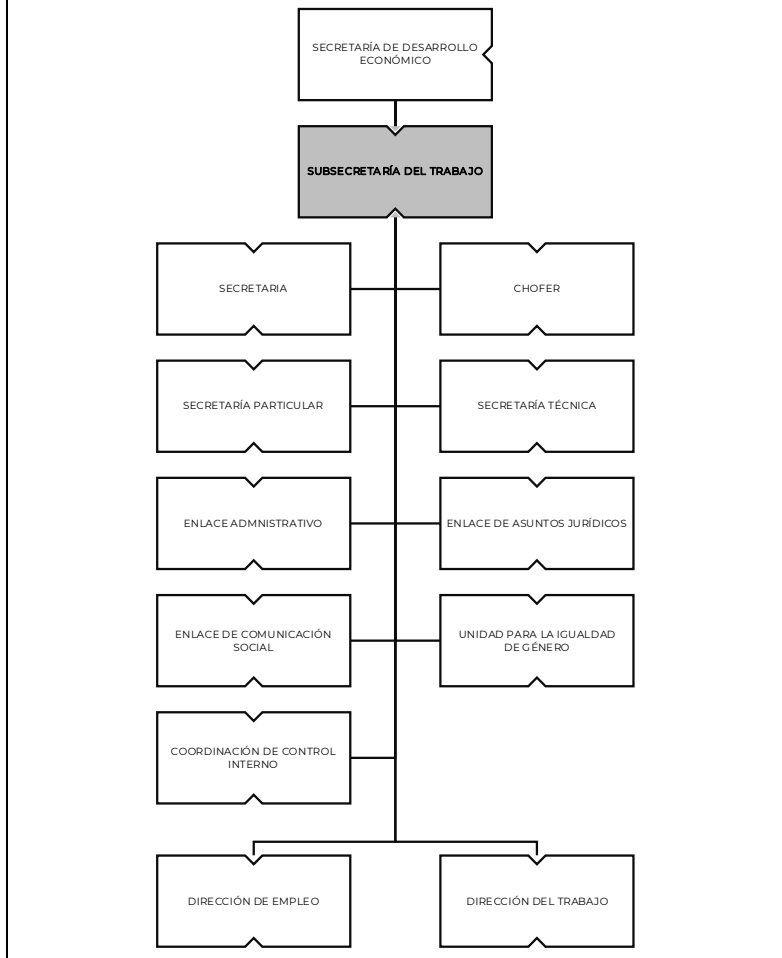 SECRETARÍA DE DESARROLLO
ECONÓMICO
SUBSECRETARÍA DEL TRABAJO
SECRETARIA
CHOFER
SECRETARÍA PARTICULAR
SECRETARÍA TÉCNICA
ENLACE ADMNISTRATIVO
ENLACE DE ASUNTOS JURÍDICOS
ENLACE DE COMUNICACIÓN
SOCIAL
UNIDAD PARA LA IGUALDAD
DE GÉNERO
COORDINACIÓN DE CONTROL
INTERNO
DIRECCIÓN DE EMPLEO
DIRECCIÓN DEL TRABAJO